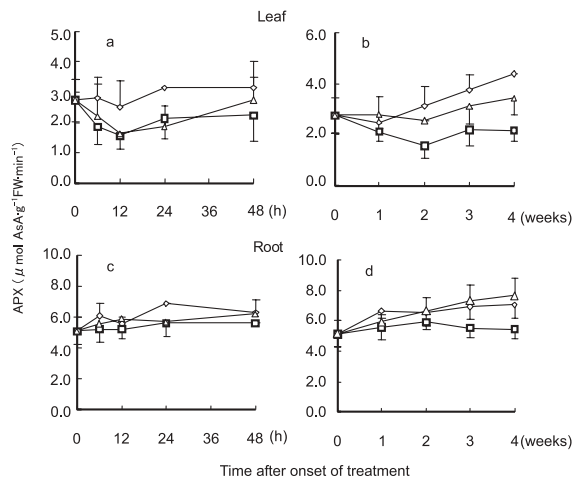 Leaf
a
5.0
4.0
3.0
2.0
1.0
0.0
0 12 24 36 48 (h)
b
6.0
4.0
2.0
0.0
0 1 2 3 4 (weeks)
APX (μ mol AsA·g⁻¹FW·min⁻¹)
Root
c
10.0
8.0
6.0
4.0
2.0
0.0
0 12 24 36 48 (h)
d
10.0
8.0
6.0
4.0
2.0
0.0
0 1 2 3 4 (weeks)
Time after onset of treatment